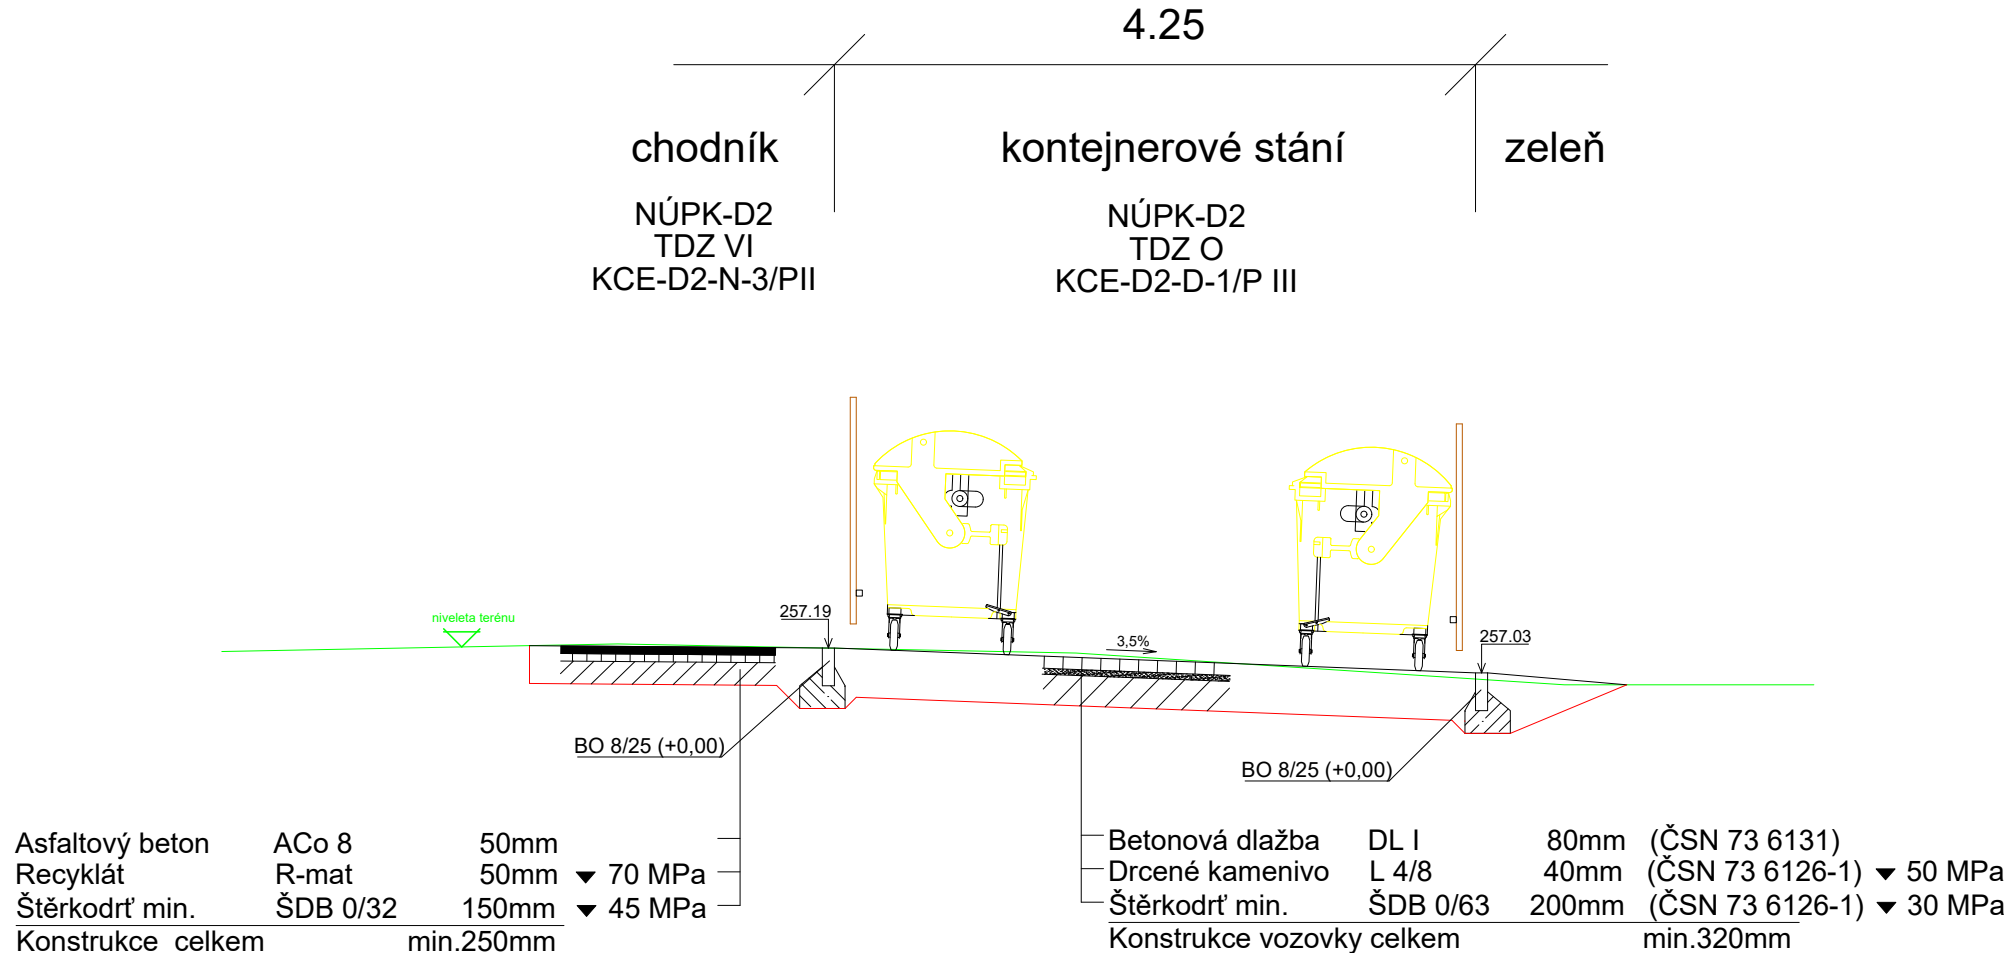 4.25
chodník kontejnerové stání zeleň
NÚPK-D2
TDZ VI
KCE-D2-N-3/PII
NÚPK-D2
TDZ O
KCE-D2-D-1/P III
niveleta terénu
257.19
3,5%
257.03
BO 8/25 (+0,00)
BO 8/25 (+0,00)
Asfaltový beton ACo 8 50mm
Recyklát R-mat 50mm 70 MPa
Štěrkodrť min. ŠDB 0/32 150mm 45 MPa
Konstrukce celkem min.250mm
Betonová dlažba DL I 80mm (ČSN 73 6131)
Drcené kamenivo L 4/8 40mm (ČSN 73 6126-1) 50 MPa
Štěrkodrť min. ŠDB 0/63 200mm (ČSN 73 6126-1) 30 MPa
Konstrukce vozovky celkem min.320mm